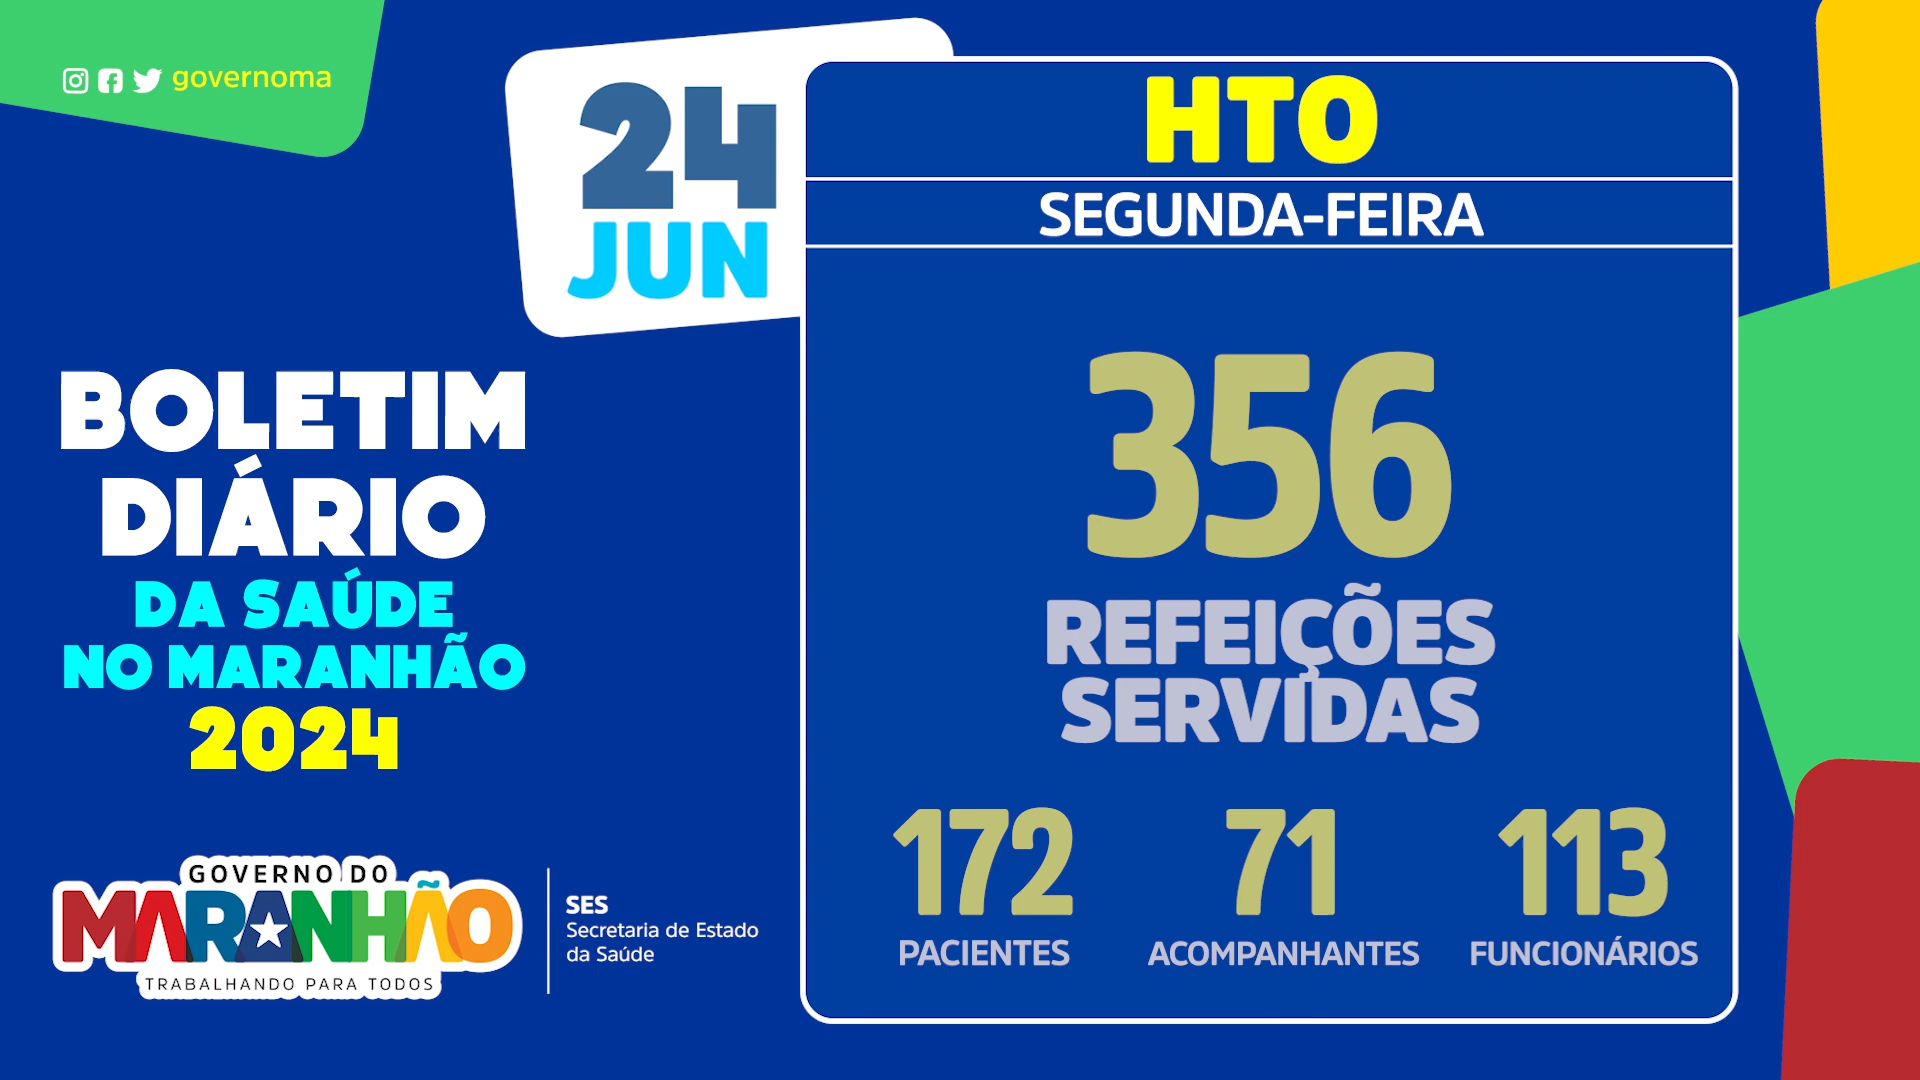 governoma
24
JUN
HTO
SEGUNDA-FEIRA
356
REFEIÇÕES
SERVIDAS
172
PACIENTES
71
ACOMPANHANTES
113
FUNCIONÁRIOS
BOLETIM
DIÁRIO
DA SAÚDE
NO MARANHÃO
2024
GOVERNO DO
MARANHÃO
TRABALHANDO PARA TODOS
SES
Secretaria de Estado
da Saúde